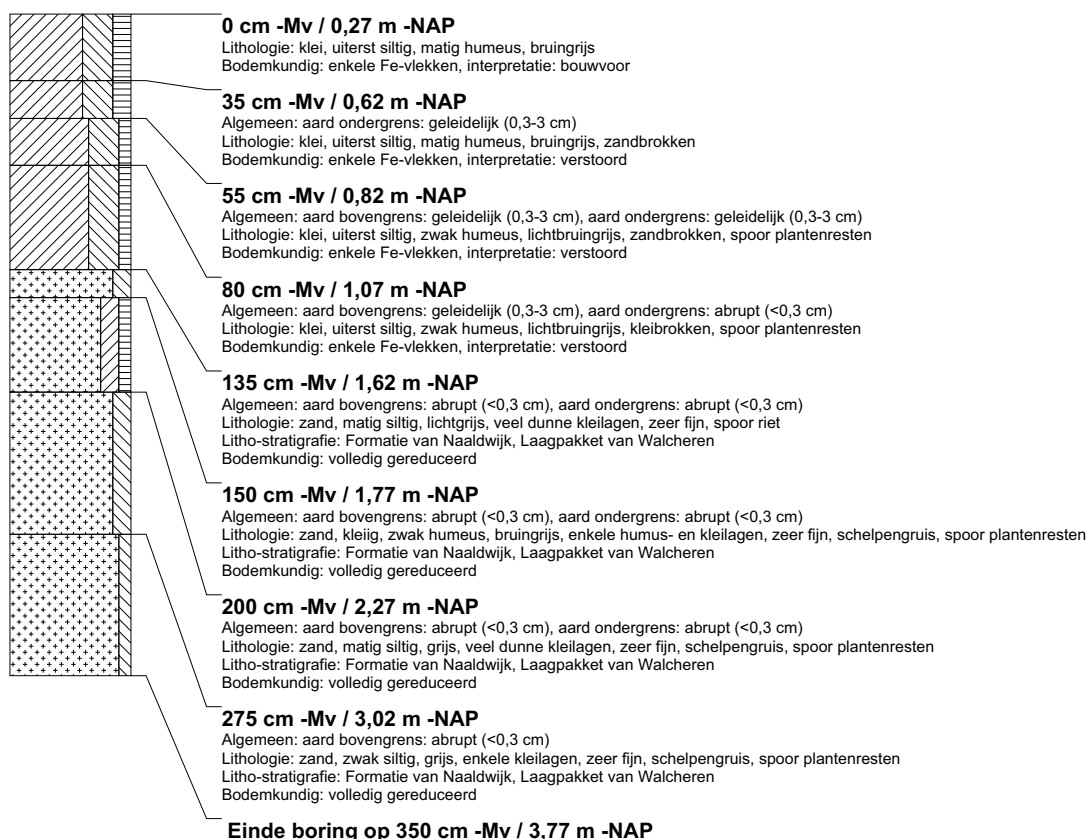 0 cm -Mv / 0,27 m -NAP
Lithologie: klei, uiterst siltig, matig humeus, bruingrijs
Bodemkundig: enkele Fe-vlekken, interpretatie: bouwvoor
35 cm -Mv / 0,62 m -NAP
Algemeen: aard ondergrens: geleidelijk (0,3-3 cm)
Lithologie: klei, uiterst siltig, matig humeus, bruingrijs, zandbrokken
Bodemkundig: enkele Fe-vlekken, interpretatie: verstoord
55 cm -Mv / 0,82 m -NAP
Algemeen: aard bovengrens: geleidelijk (0,3-3 cm), aard ondergrens: geleidelijk (0,3-3 cm)
Lithologie: klei, uiterst siltig, zwak humeus, lichtbruingrijs, zandbrokken, spoor plantenresten
Bodemkundig: enkele Fe-vlekken, interpretatie: verstoord
80 cm -Mv / 1,07 m -NAP
Algemeen: aard bovengrens: geleidelijk (0,3-3 cm), aard ondergrens: abrupt (<0,3 cm)
Lithologie: klei, uiterst siltig, zwak humeus, lichtbruingrijs, kleibrokken, spoor plantenresten
Bodemkundig: enkele Fe-vlekken, interpretatie: verstoord
135 cm -Mv / 1,62 m -NAP
Algemeen: aard bovengrens: abrupt (<0,3 cm), aard ondergrens: abrupt (<0,3 cm)
Lithologie: zand, matig siltig, lichtgrijs, veel dunne kleilagen, zeer fijn, spoor riet
Litho-stratigrafie: Formatie van Naaldwijk, Laagpakket van Walcheren
Bodemkundig: volledig gereduceerd
150 cm -Mv / 1,77 m -NAP
Algemeen: aard bovengrens: abrupt (<0,3 cm), aard ondergrens: abrupt (<0,3 cm)
Lithologie: zand, kleiig, zwak humeus, bruingrijs, enkele humus- en kleilagen, zeer fijn, schelpengruis, spoor plantenresten
Litho-stratigrafie: Formatie van Naaldwijk, Laagpakket van Walcheren
Bodemkundig: volledig gereduceerd
200 cm -Mv / 2,27 m -NAP
Algemeen: aard bovengrens: abrupt (<0,3 cm), aard ondergrens: abrupt (<0,3 cm)
Lithologie: zand, matig siltig, grijs, veel dunne kleilagen, zeer fijn, schelpengruis, spoor plantenresten
Litho-stratigrafie: Formatie van Naaldwijk, Laagpakket van Walcheren
Bodemkundig: volledig gereduceerd
275 cm -Mv / 3,02 m -NAP
Algemeen: aard bovengrens: abrupt (<0,3 cm)
Lithologie: zand, zwak siltig, grijs, enkele kleilagen, zeer fijn, schelpengruis, spoor plantenresten
Litho-stratigrafie: Formatie van Naaldwijk, Laagpakket van Walcheren
Bodemkundig: volledig gereduceerd
Einde boring op 350 cm -Mv / 3,77 m -NAP